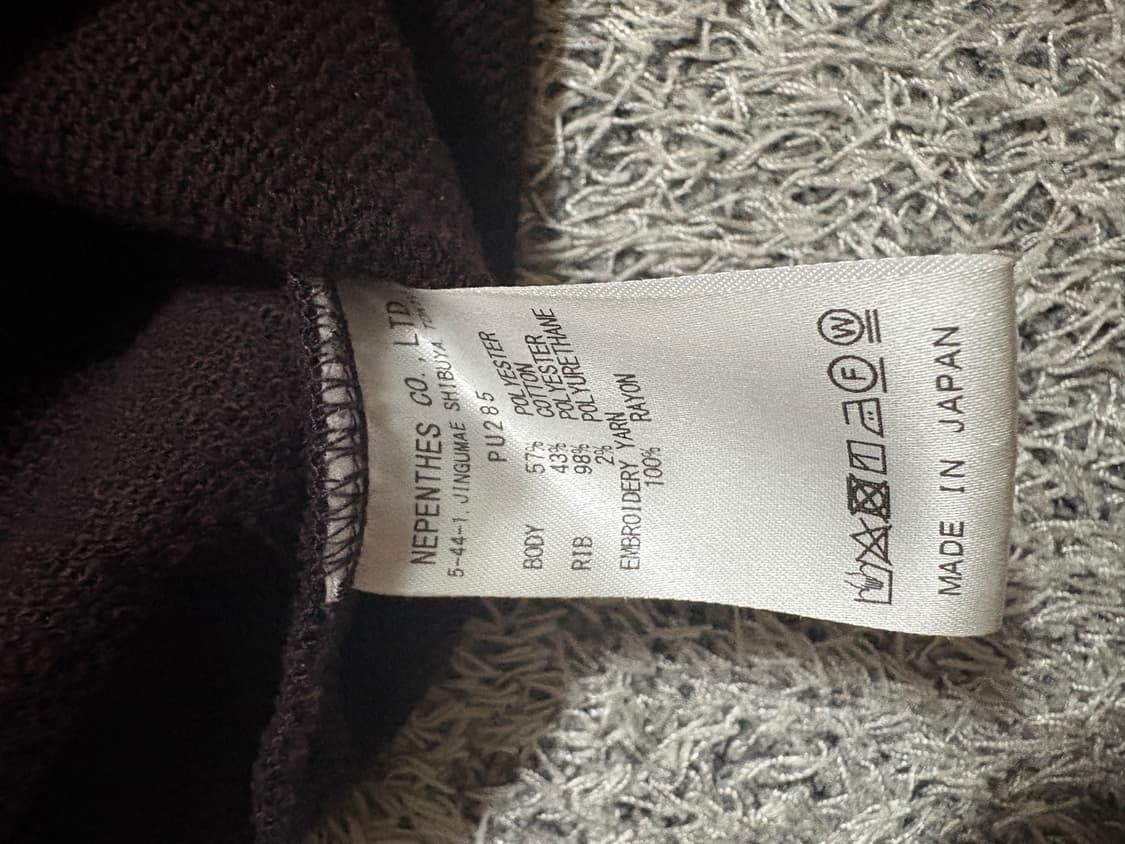 NEPENTHES CO., LTD.
5-44-1, JINGUMAE SHIBUYA
PU285
BODY 57% POLYESTER
43% COTTON
RIB 98% POLYESTER
2% POLYURETHANE
EMBROIDERY YARN
100% RAYON
F W
MADE IN JAPAN